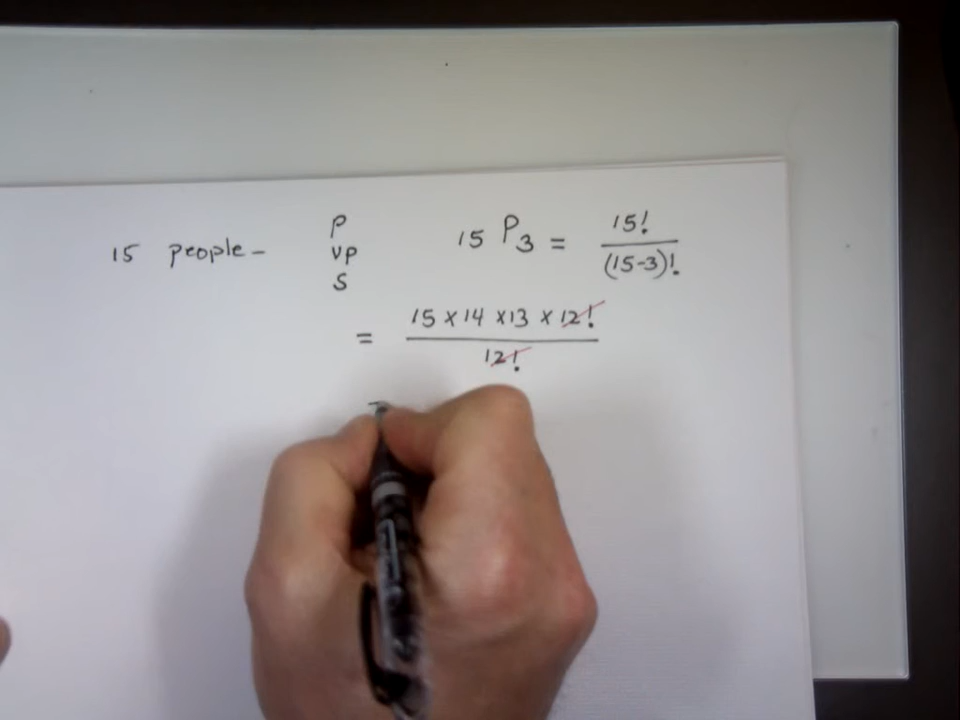 15 people - P VP S
15 P3 = 15! / (15-3)!
= 15 x 14 x 13 x 12! / 12!